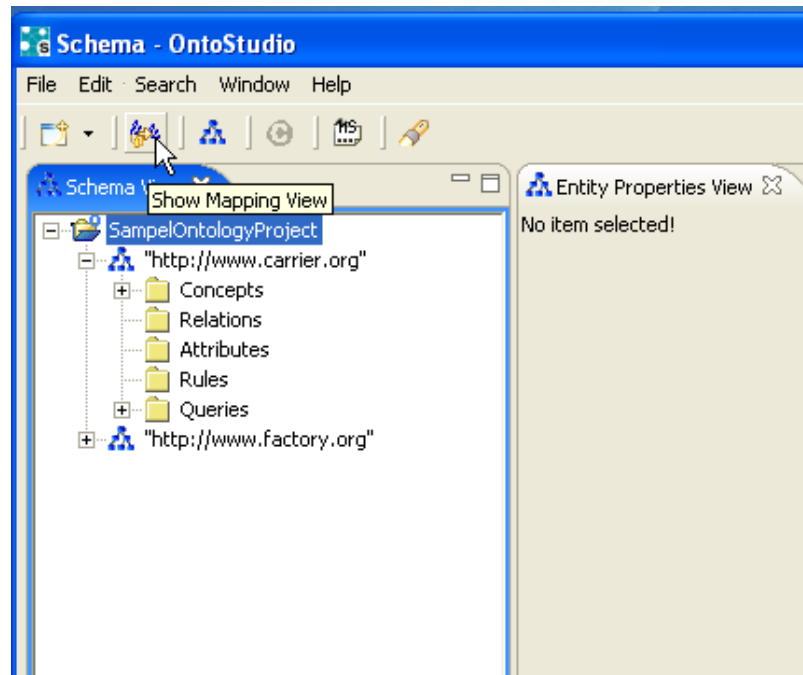 Schema - OntoStudio
File Edit Search Window Help
Schema
Show Mapping View
Entity Properties View
No item selected!
SampelOntologyProject
"http://www.carrier.org"
Concepts
Relations
Attributes
Rules
Queries
"http://www.factory.org"